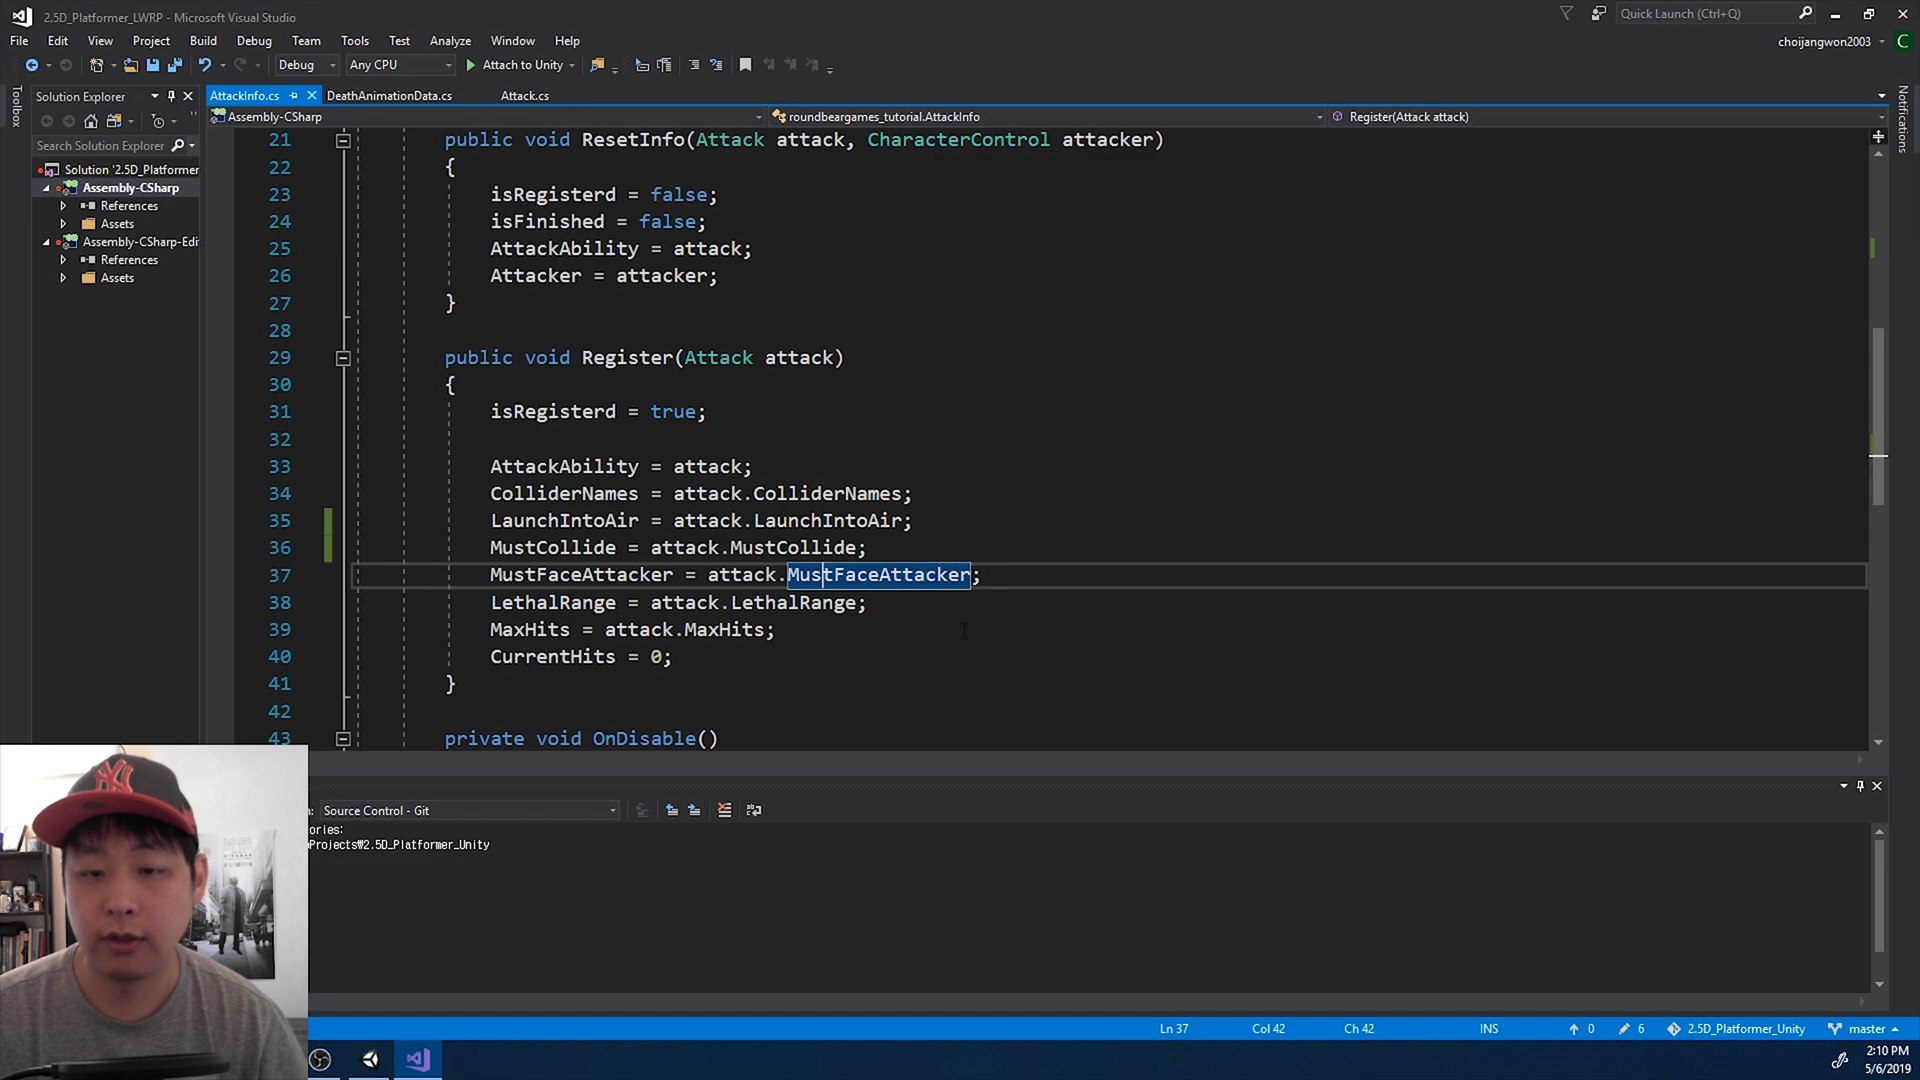 2.5D_Platformer_LWRP - Microsoft Visual Studio
Quick Launch (Ctrl+Q)
File Edit View Project Build Debug Team Tools Test Analyze Window Help
choijangwon2003 C
Debug Any CPU Attach to Unity
Toolbox
Solution Explorer
AttackInfo.cs DeathAnimationData.cs Attack.cs
Notifications
Assembly-CSharp roundbeargames_tutorial.AttackInfo Register(Attack attack)
Search Solution Explorer
Solution '2.5D_Platformer
Assembly-CSharp
References
Assets
Assembly-CSharp-Edi
References
Assets
21 public void ResetInfo(Attack attack, CharacterControl attacker)
22 {
23 isRegisterd = false;
24 isFinished = false;
25 AttackAbility = attack;
26 Attacker = attacker;
27 }
28
29 public void Register(Attack attack)
30 {
31 isRegisterd = true;
32
33 AttackAbility = attack;
34 ColliderNames = attack.ColliderNames;
35 LaunchIntoAir = attack.LaunchIntoAir;
36 MustCollide = attack.MustCollide;
37 MustFaceAttacker = attack.MustFaceAttacker;
38 LethalRange = attack.LethalRange;
39 MaxHits = attack.MaxHits;
40 CurrentHits = 0;
41 }
42
43 private void OnDisable()
Source Control - Git
ories:
Projects₩2.5D_Platformer_Unity
Ln 37 Col 42 Ch 42 INS 0 6 2.5D_Platformer_Unity master
2:10 PM
5/6/2019